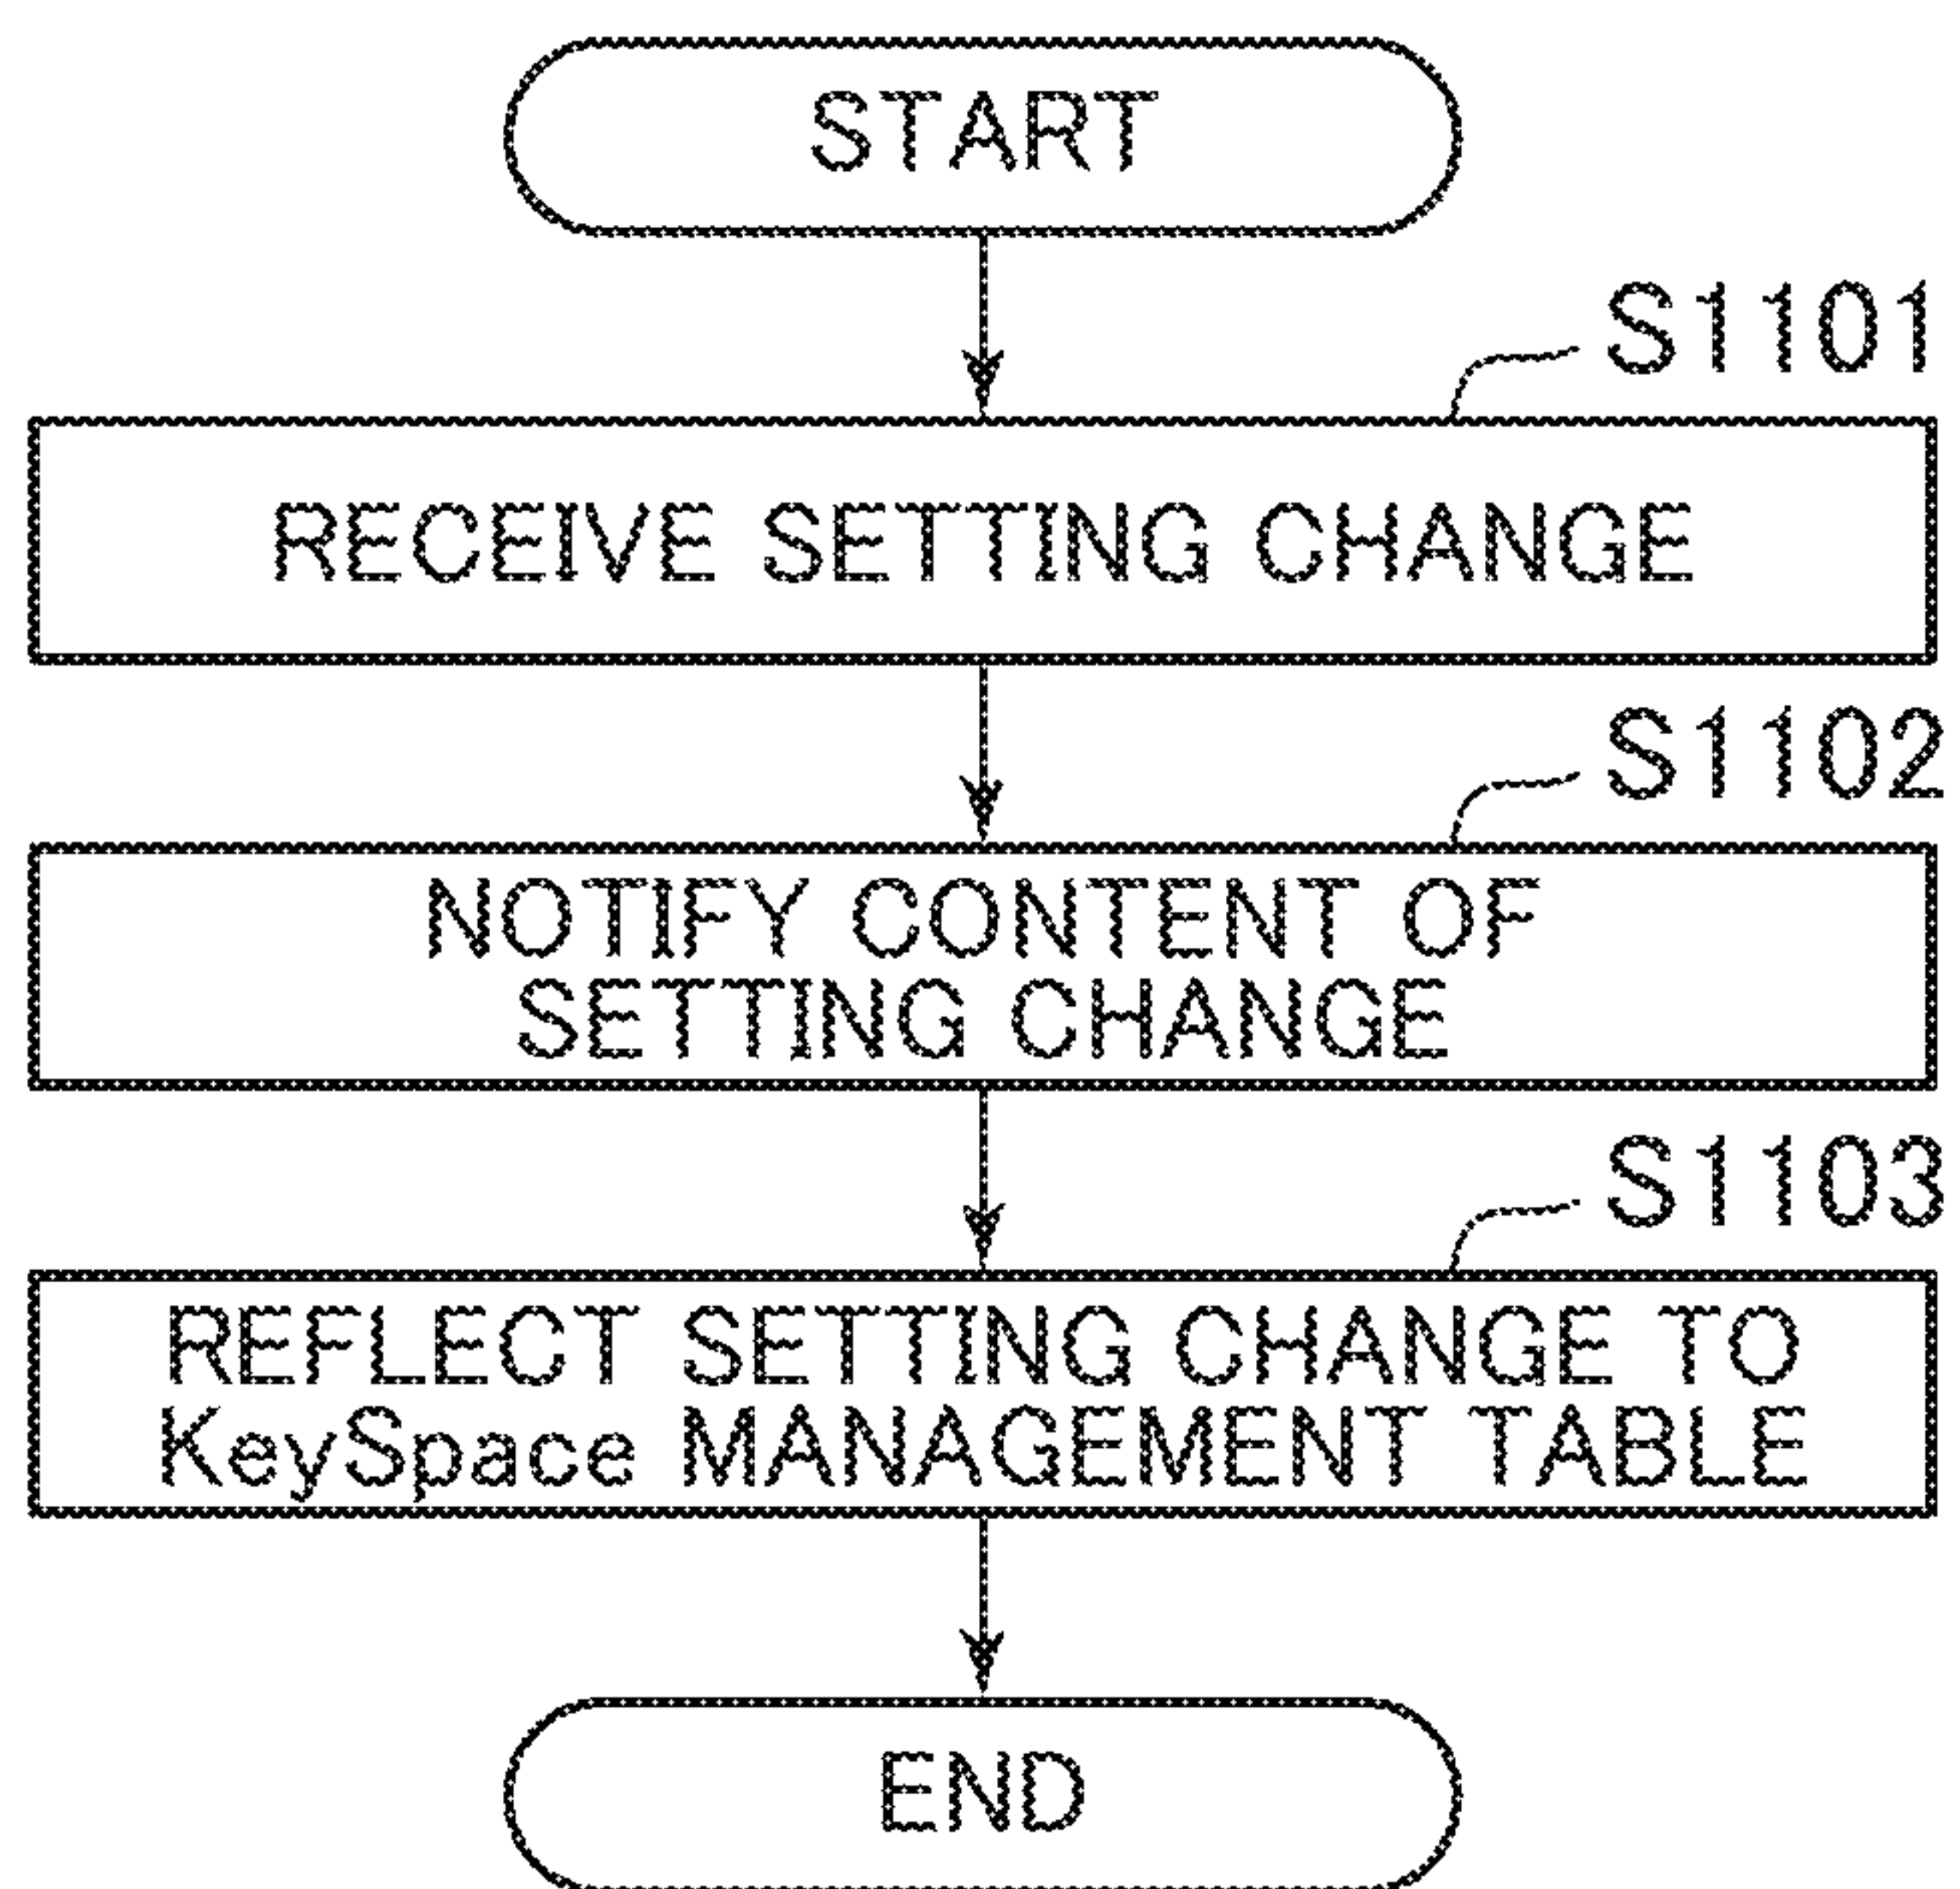 START
S1101
RECEIVE SETTING CHANGE
S1102
NOTIFY CONTENT OF
SETTING CHANGE
S1103
REFLECT SETTING CHANGE TO
KeySpace MANAGEMENT TABLE
END